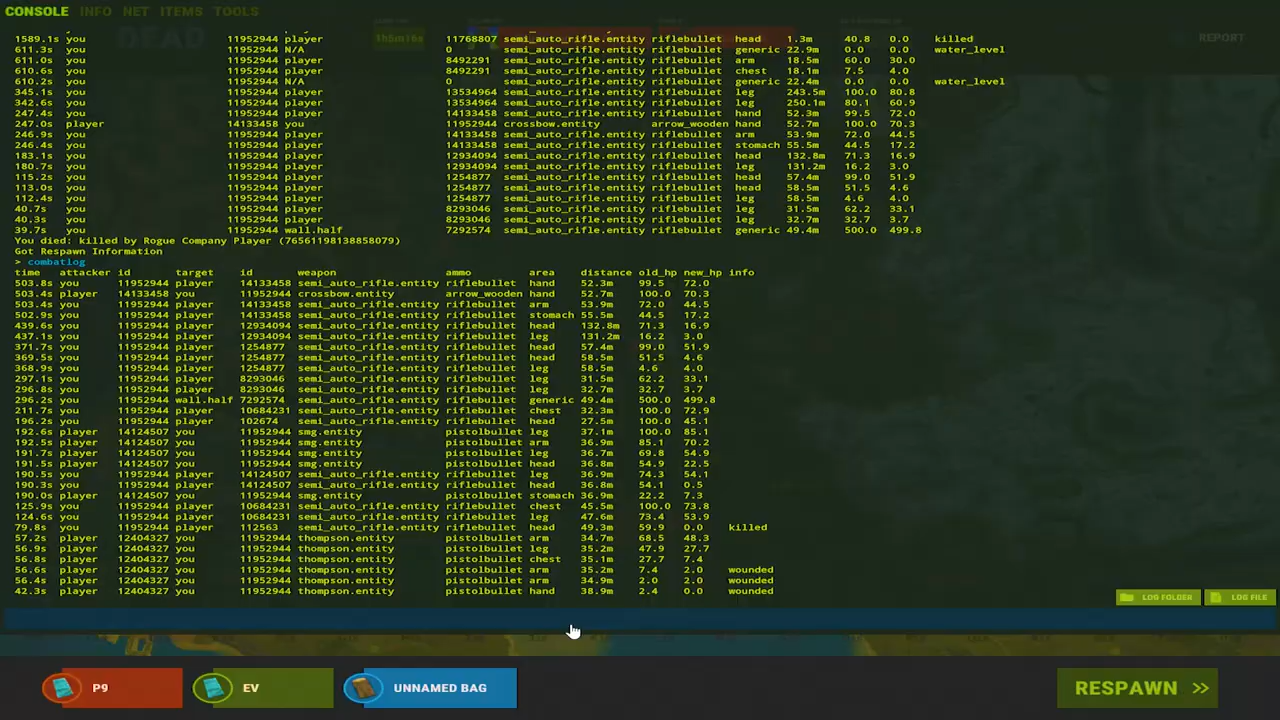 CONSOLE INFO NET ITEMS TOOLS
DEAD 1h5m16s REPORT
1589.1s you 11952944 player 11768807 semi_auto_rifle.entity riflebullet head 1.3m 40.8 0.0 killed
611.3s you 11952944 N/A 0 semi_auto_rifle.entity riflebullet generic 22.9m 0.0 0.0 water_level
611.0s you 11952944 player 8492291 semi_auto_rifle.entity riflebullet arm 18.5m 60.0 30.0
610.6s you 11952944 player 8492291 semi_auto_rifle.entity riflebullet chest 18.1m 7.5 4.0
610.2s you 11952944 N/A 0 semi_auto_rifle.entity riflebullet generic 22.4m 0.0 0.0 water_level
345.1s you 11952944 player 13534964 semi_auto_rifle.entity riflebullet leg 243.5m 100.0 80.8
342.6s you 11952944 player 13534964 semi_auto_rifle.entity riflebullet leg 250.1m 80.1 60.9
247.4s you 11952944 player 14133458 semi_auto_rifle.entity riflebullet hand 52.3m 99.5 72.0
247.0s player 14133458 you 11952944 crossbow.entity arrow_wooden hand 52.7m 100.0 70.3
246.9s you 11952944 player 14133458 semi_auto_rifle.entity riflebullet arm 53.9m 72.0 44.5
246.4s you 11952944 player 14133458 semi_auto_rifle.entity riflebullet stomach 55.5m 44.5 17.2
183.1s you 11952944 player 12934094 semi_auto_rifle.entity riflebullet head 132.8m 71.3 16.9
180.7s you 11952944 player 12934094 semi_auto_rifle.entity riflebullet leg 131.2m 16.2 3.0
115.2s you 11952944 player 1254877 semi_auto_rifle.entity riflebullet head 57.4m 99.0 51.9
113.0s you 11952944 player 1254877 semi_auto_rifle.entity riflebullet head 58.5m 51.5 4.6
112.4s you 11952944 player 1254877 semi_auto_rifle.entity riflebullet leg 58.5m 4.6 4.0
40.7s you 11952944 player 8293046 semi_auto_rifle.entity riflebullet leg 31.5m 62.2 33.1
40.3s you 11952944 player 8293046 semi_auto_rifle.entity riflebullet leg 32.7m 32.7 3.7
39.7s you 11952944 wall.half 7292574 semi_auto_rifle.entity riflebullet generic 49.4m 500.0 499.8
You died: killed by Rogue Company Player (76561198138858079)
Got Respawn Information
> combatlog
time attacker id target id weapon ammo area distance old_hp new_hp info
503.8s you 11952944 player 14133458 semi_auto_rifle.entity riflebullet hand 52.3m 99.5 72.0
503.4s player 14133458 you 11952944 crossbow.entity arrow_wooden hand 52.7m 100.0 70.3
503.4s you 11952944 player 14133458 semi_auto_rifle.entity riflebullet arm 53.9m 72.0 44.5
502.9s you 11952944 player 14133458 semi_auto_rifle.entity riflebullet stomach 55.5m 44.5 17.2
439.6s you 11952944 player 12934094 semi_auto_rifle.entity riflebullet head 132.8m 71.3 16.9
437.1s you 11952944 player 12934094 semi_auto_rifle.entity riflebullet leg 131.2m 16.2 3.0
371.7s you 11952944 player 1254877 semi_auto_rifle.entity riflebullet head 57.4m 99.0 51.9
369.5s you 11952944 player 1254877 semi_auto_rifle.entity riflebullet head 58.5m 51.5 4.6
368.9s you 11952944 player 1254877 semi_auto_rifle.entity riflebullet leg 58.5m 4.6 4.0
297.1s you 11952944 player 8293046 semi_auto_rifle.entity riflebullet leg 31.5m 62.2 33.1
296.8s you 11952944 player 8293046 semi_auto_rifle.entity riflebullet leg 32.7m 32.7 3.7
296.2s you 11952944 wall.half 7292574 semi_auto_rifle.entity riflebullet generic 49.4m 500.0 499.8
211.7s you 11952944 player 10684231 semi_auto_rifle.entity riflebullet chest 32.3m 100.0 72.9
196.2s you 11952944 player 102674 semi_auto_rifle.entity riflebullet head 27.5m 100.0 45.1
192.6s player 14124507 you 11952944 smg.entity pistolbullet leg 37.1m 100.0 85.1
192.5s player 14124507 you 11952944 smg.entity pistolbullet arm 36.9m 85.1 70.2
191.7s player 14124507 you 11952944 smg.entity pistolbullet leg 36.7m 69.8 54.9
191.5s player 14124507 you 11952944 smg.entity pistolbullet head 36.8m 54.9 22.5
190.5s you 11952944 player 14124507 semi_auto_rifle.entity riflebullet leg 36.9m 74.3 54.1
190.3s you 11952944 player 14124507 semi_auto_rifle.entity riflebullet head 36.8m 54.1 0.5
190.0s player 14124507 you 11952944 smg.entity pistolbullet stomach 36.9m 22.2 7.3
125.9s you 11952944 player 10684231 semi_auto_rifle.entity riflebullet chest 45.5m 100.0 73.8
124.6s you 11952944 player 10684231 semi_auto_rifle.entity riflebullet leg 47.6m 73.4 53.9
79.8s you 11952944 player 112563 semi_auto_rifle.entity riflebullet head 49.3m 59.9 0.0 killed
57.2s player 12404327 you 11952944 thompson.entity pistolbullet arm 34.7m 68.5 48.3
56.9s player 12404327 you 11952944 thompson.entity pistolbullet leg 35.2m 47.9 27.7
56.8s player 12404327 you 11952944 thompson.entity pistolbullet chest 35.1m 27.7 7.4
56.6s player 12404327 you 11952944 thompson.entity pistolbullet arm 35.2m 7.4 2.0 wounded
56.4s player 12404327 you 11952944 thompson.entity pistolbullet arm 34.9m 2.0 2.0 wounded
42.3s player 12404327 you 11952944 thompson.entity pistolbullet hand 38.9m 2.4 0.0 wounded
LOG FOLDER LOG FILE
P9 EV UNNAMED BAG RESPAWN >>